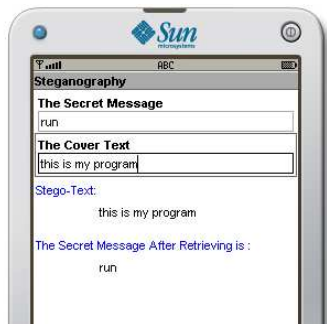 Sun
microsystems
ABC
Steganography
The Secret Message
run
The Cover Text
this is my program
Stego-Text:
this is my program
The Secret Message After Retrieving is :
run